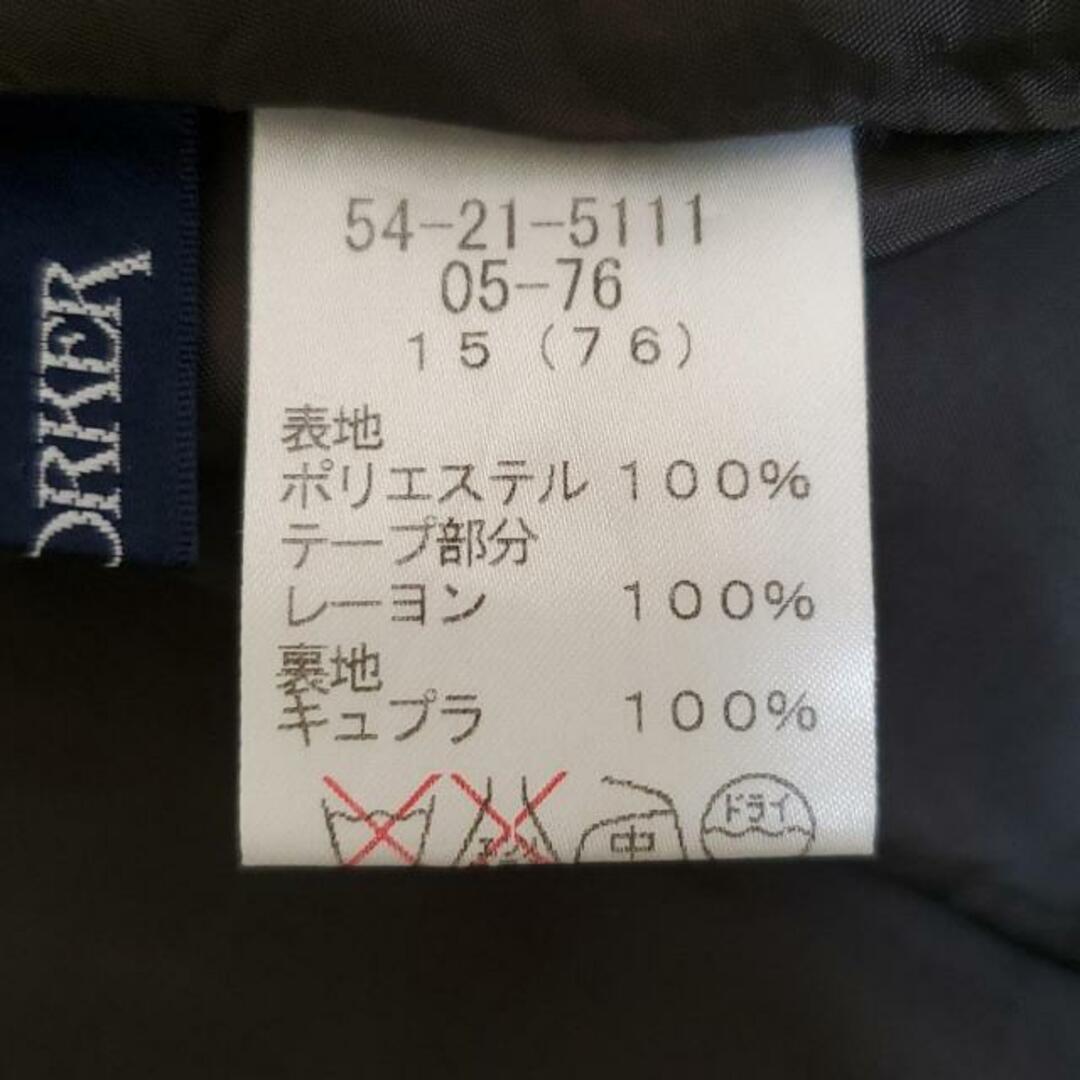 54-21-5111
05-76
15(76)
表地
ポリエステル 100%
テープ部分
レーヨン 100%
裏地
キュプラ 100%
中
ドライ
ORKER